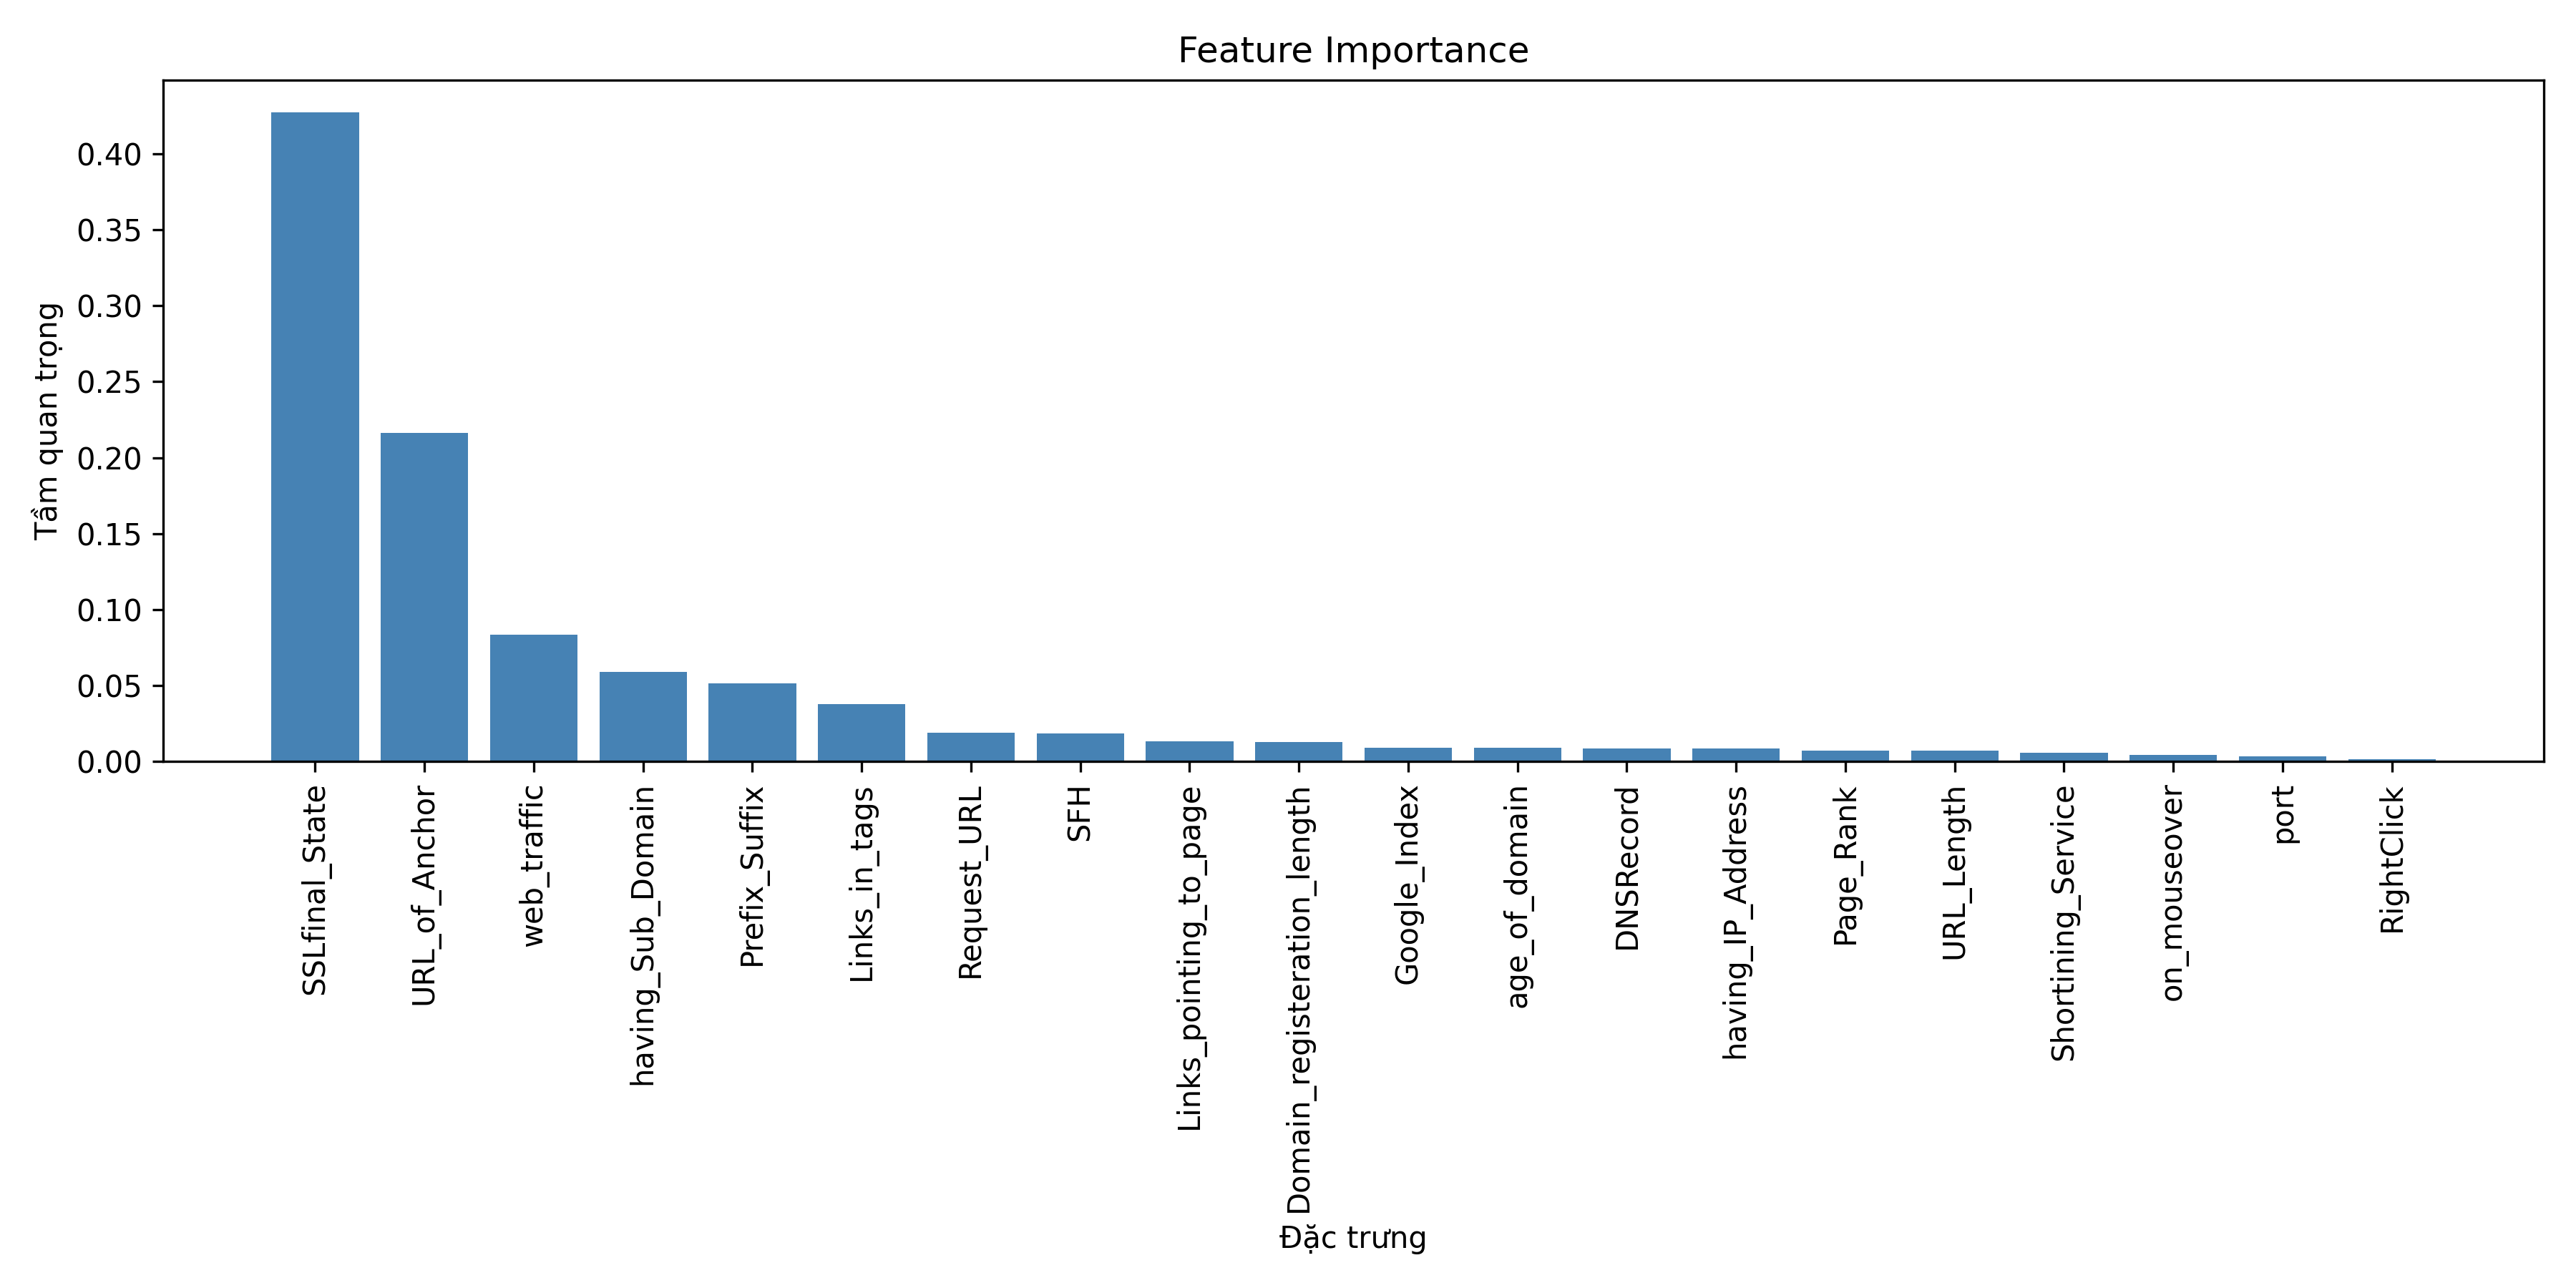 Feature Importance
Tầm quan trọng
0.40
0.35
0.30
0.25
0.20
0.15
0.10
0.05
0.00
SSLfinal_State
URL_of_Anchor
web_traffic
having_Sub_Domain
Prefix_Suffix
Links_in_tags
Request_URL
SFH
Links_pointing_to_page
Domain_registeration_length
Google_Index
age_of_domain
DNSRecord
having_IP_Address
Page_Rank
URL_Length
Shortining_Service
on_mouseover
port
RightClick
Đặc trưng